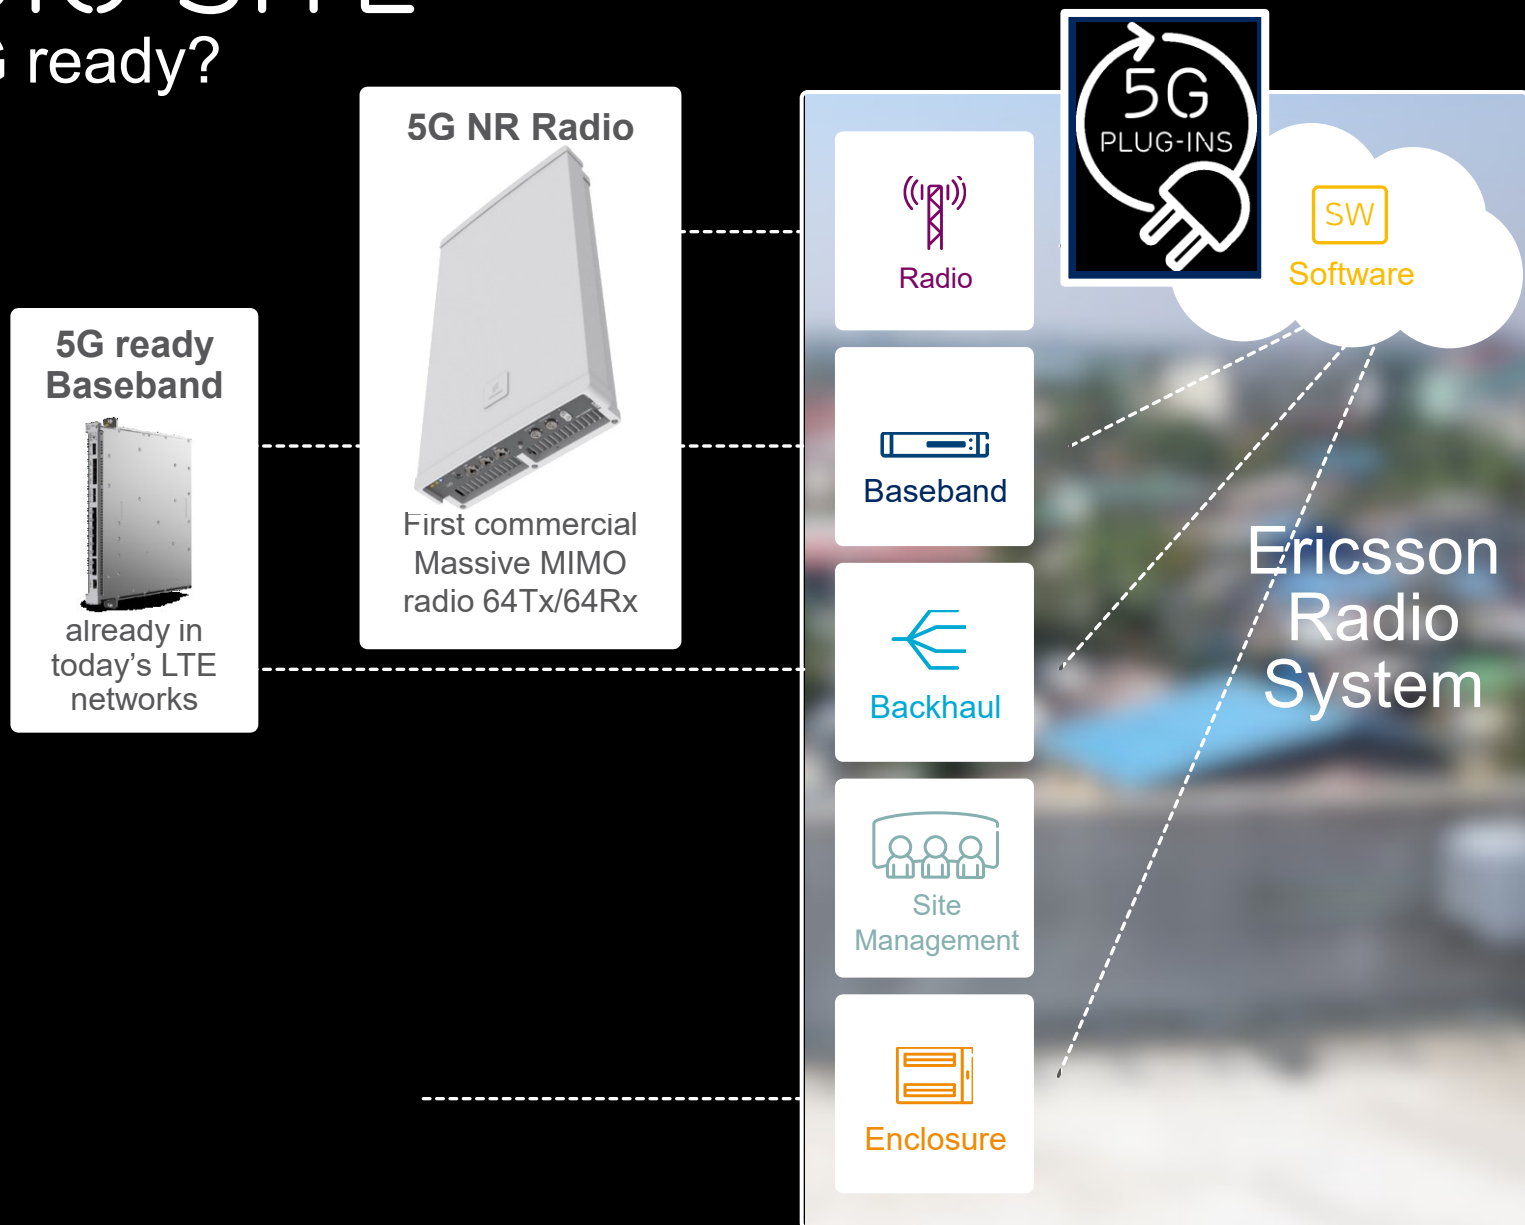 SITE
ready?
5G NR Radio
First commercial
Massive MIMO
radio 64Tx/64Rx
5G ready
Baseband
already in
today's LTE
networks
5G
PLUG-INS
SW
Software
Radio
Baseband
Backhaul
Site
Management
Enclosure
Ericsson
Radio
System